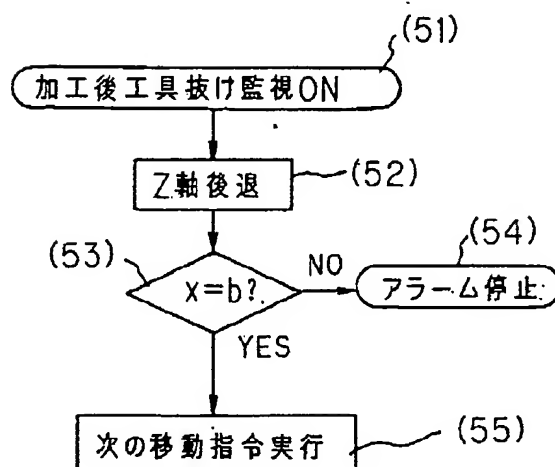 (51)
加工後工具抜け監視ON
Z軸後退
(52)
(53)
x=b?
NO
(54)
アラーム停止
YES
次の移動指令実行
(55)